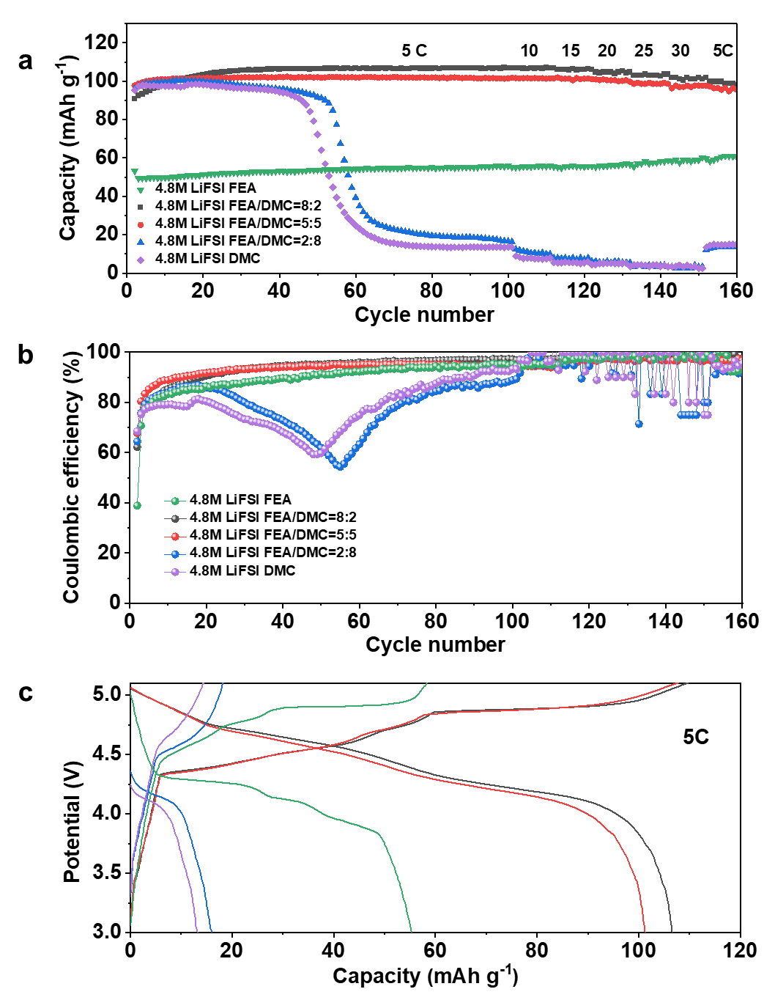 a
Capacity (mAh g-1)
120
100
80
60
40
20
0
5 C 10 15 20 25 30 5C
4.8M LiFSI FEA
4.8M LiFSI FEA/DMC=8:2
4.8M LiFSI FEA/DMC=5:5
4.8M LiFSI FEA/DMC=2:8
4.8M LiFSI DMC
0 20 40 60 80 100 120 140 160
Cycle number
b
Coulombic efficiency (%)
100
80
60
40
20
0
4.8M LiFSI FEA
4.8M LiFSI FEA/DMC=8:2
4.8M LiFSI FEA/DMC=5:5
4.8M LiFSI FEA/DMC=2:8
4.8M LiFSI DMC
0 20 40 60 80 100 120 140 160
Cycle number
c
Potential (V)
5.0
4.5
4.0
3.5
3.0
5C
0 20 40 60 80 100 120
Capacity (mAh g-1)